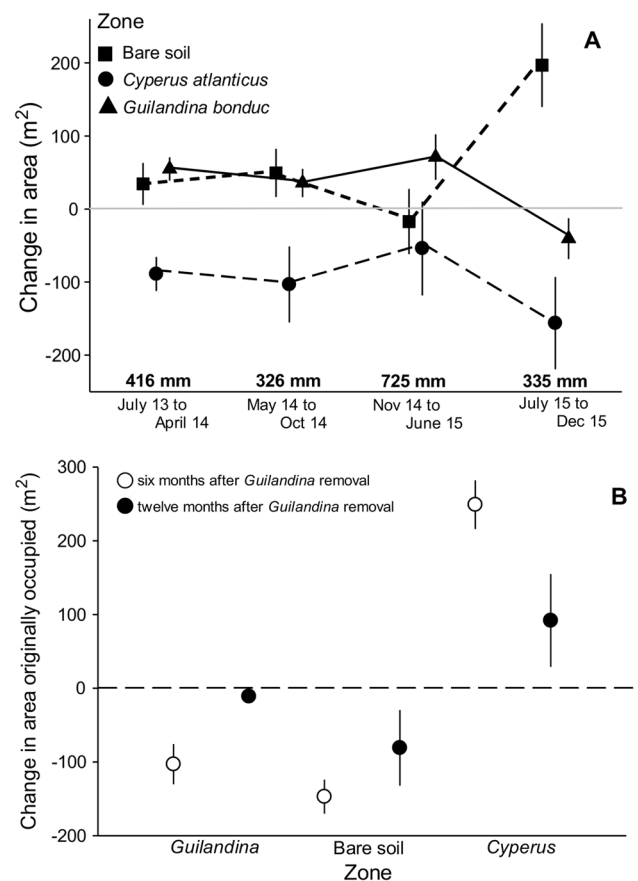 Zone
A
Bare soil
Cyperus atlanticus
Guilandina bonduc
Change in area (m²)
200
100
0
-100
-200
416 mm 326 mm 725 mm 335 mm
July 13 to May 14 to Nov 14 to July 15 to
April 14 Oct 14 June 15 Dec 15
B
six months after Guilandina removal
twelve months after Guilandina removal
Change in area originally occupied (m²)
300
200
100
0
-100
-200
Guilandina Bare soil Cyperus
Zone